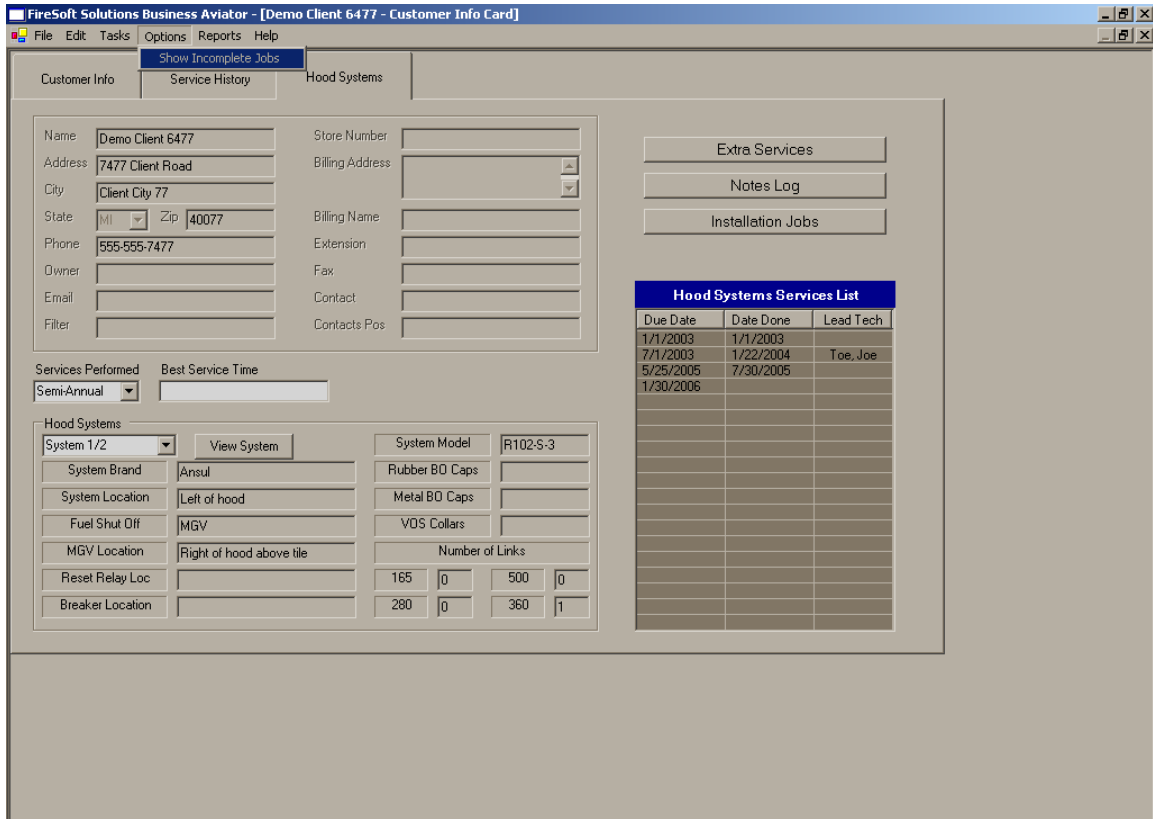 FireSoft Solutions Business Aviator - [Demo Client 6477 - Customer Info Card]
File Edit Tasks Options Reports Help
Show Incomplete Jobs
Customer Info Service History Hood Systems
Name Demo Client 6477 Store Number
Address 7477 Client Road Billing Address
City Client City 77
State MI Zip 40077 Billing Name
Phone 555-555-7477 Extension
Owner Fax
Email Contact
Filter Contacts Pos
Extra Services
Notes Log
Installation Jobs
Services Performed Best Service Time
Semi-Annual
Hood Systems
System 1/2 View System System Model R102-S-3
System Brand Ansul Rubber BO Caps
System Location Left of hood Metal BO Caps
Fuel Shut Off MGV VOS Collars
MGV Location Right of hood above tile Number of Links
Reset Relay Loc 165 0 500 0
Breaker Location 280 0 360 1
Hood Systems Services List
Due Date Date Done Lead Tech
1/1/2003 1/1/2003
7/1/2003 1/22/2004 Toe, Joe
5/25/2005 7/30/2005
1/30/2006